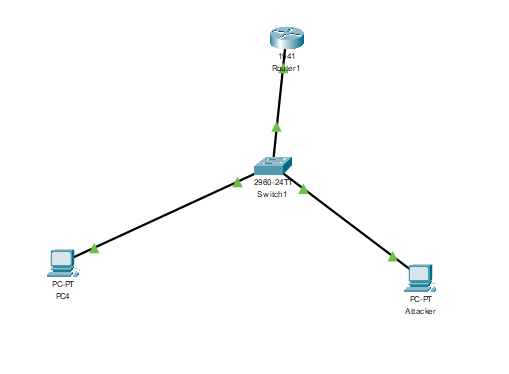 1941
Router1
2960-24TT
Switch1
PC-PT
PC4
PC-PT
Attacker